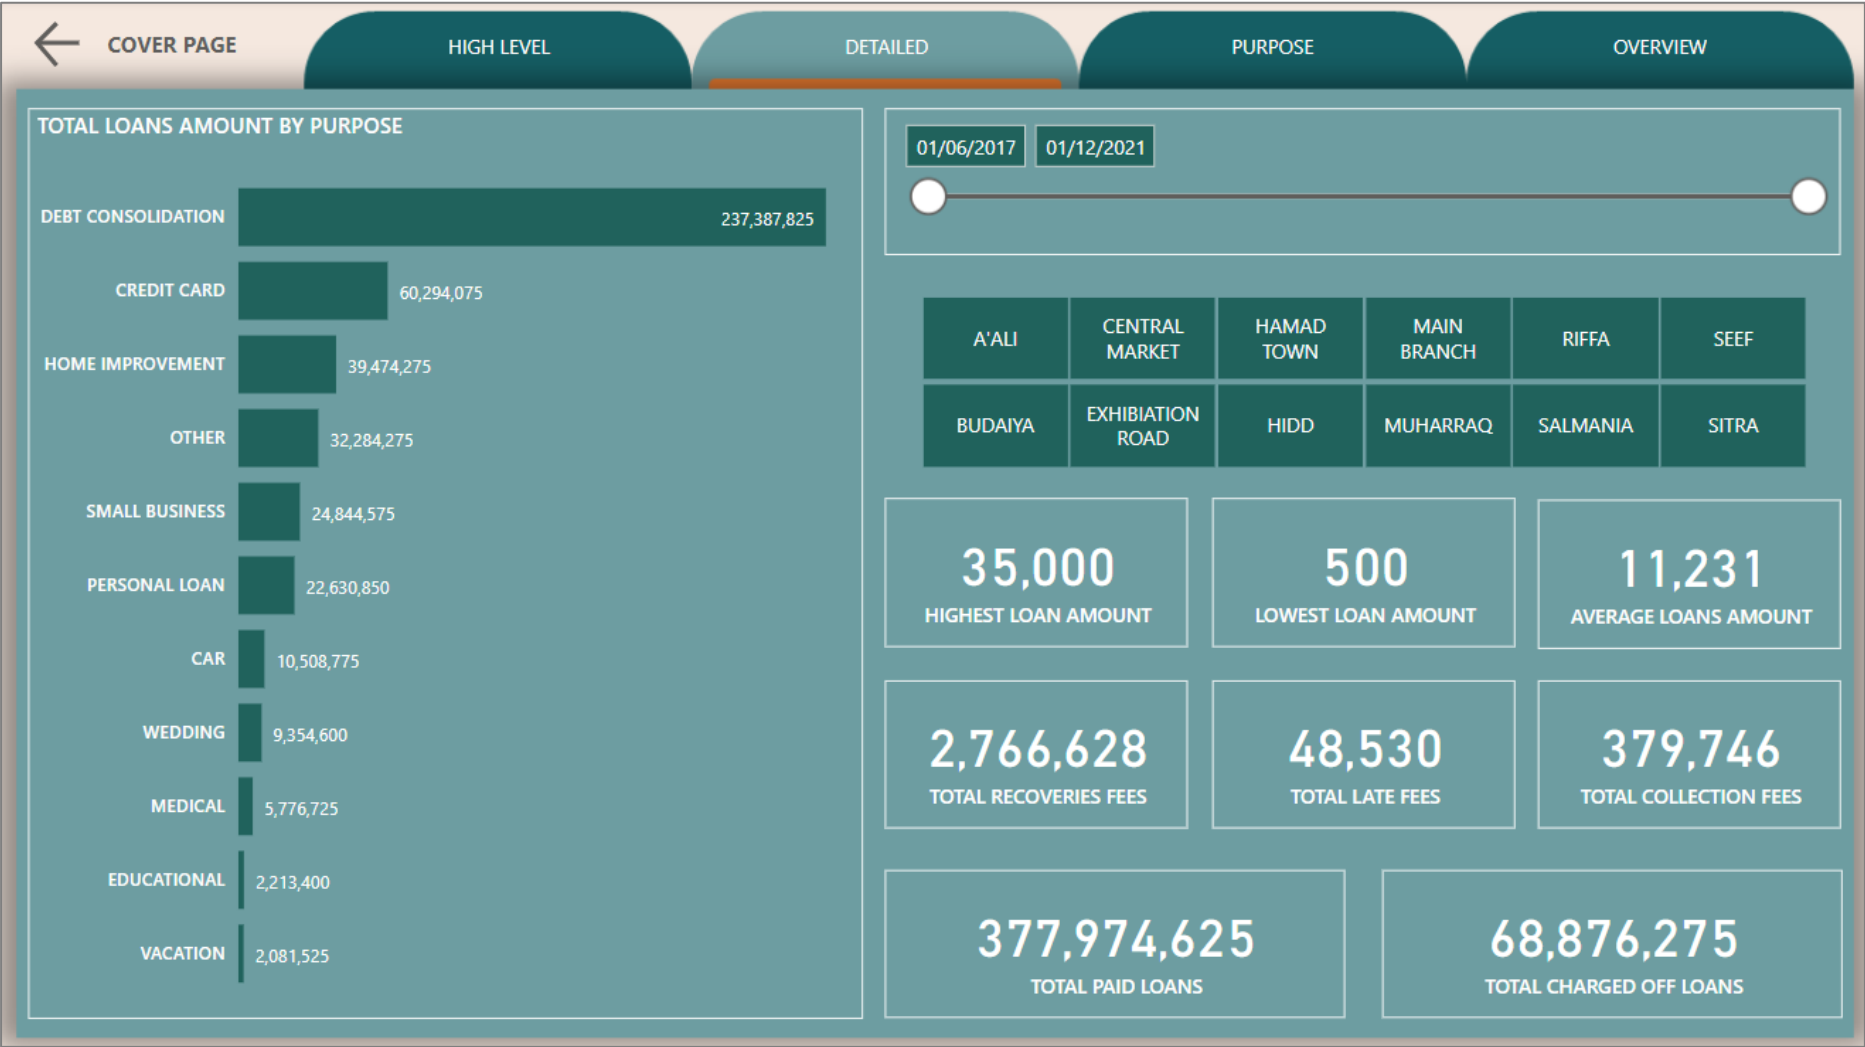 COVER PAGE
HIGH LEVEL
DETAILED
PURPOSE
OVERVIEW
TOTAL LOANS AMOUNT BY PURPOSE
DEBT CONSOLIDATION 237,387,825
CREDIT CARD 60,294,075
HOME IMPROVEMENT 39,474,275
OTHER 32,284,275
SMALL BUSINESS 24,844,575
PERSONAL LOAN 22,630,850
CAR 10,508,775
WEDDING 9,354,600
MEDICAL 5,776,725
EDUCATIONAL 2,213,400
VACATION 2,081,525
01/06/2017 01/12/2021
A'ALI
CENTRAL
MARKET
HAMAD
TOWN
MAIN
BRANCH
RIFFA
SEEF
BUDAIYA
EXHIBIATION
ROAD
HIDD
MUHARRAQ
SALMANIA
SITRA
35,000
HIGHEST LOAN AMOUNT
500
LOWEST LOAN AMOUNT
11,231
AVERAGE LOANS AMOUNT
2,766,628
TOTAL RECOVERIES FEES
48,530
TOTAL LATE FEES
379,746
TOTAL COLLECTION FEES
377,974,625
TOTAL PAID LOANS
68,876,275
TOTAL CHARGED OFF LOANS